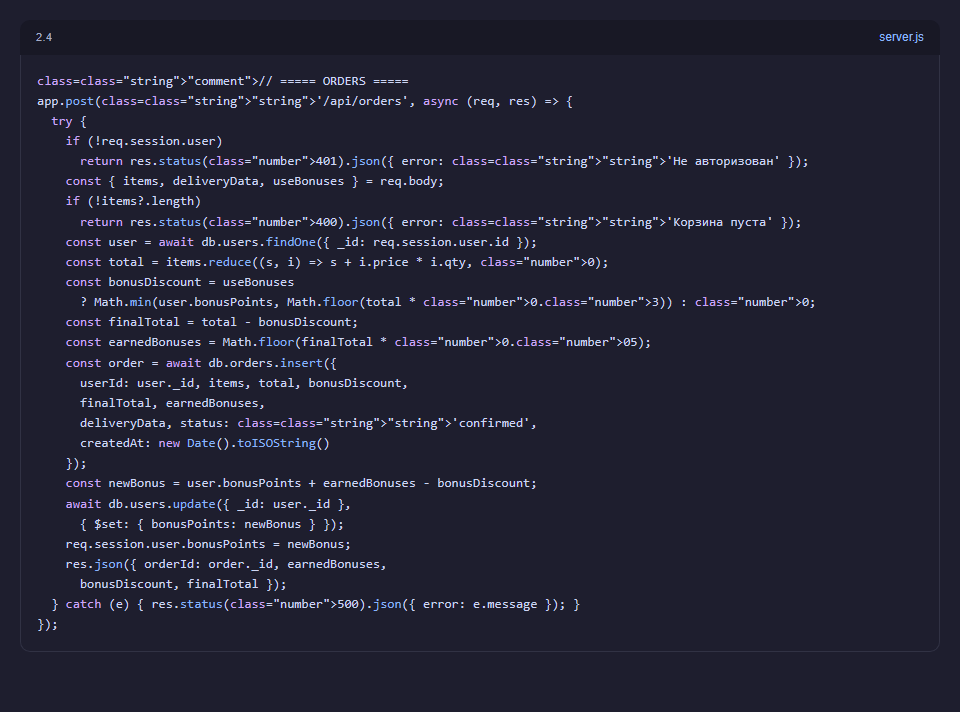 2.4
server.js
class=class="string">"comment">// ===== ORDERS =====
app.post(class=class="string">"string">'/api/orders', async (req, res) => {
  try {
    if (!req.session.user)
      return res.status(class="number">401).json({ error: class=class="string">"string">'Не авторизован' });
    const { items, deliveryData, useBonuses } = req.body;
    if (!items?.length)
      return res.status(class="number">400).json({ error: class=class="string">"string">'Корзина пуста' });
    const user = await db.users.findOne({ _id: req.session.user.id });
    const total = items.reduce((s, i) => s + i.price * i.qty, class="number">0);
    const bonusDiscount = useBonuses
      ? Math.min(user.bonusPoints, Math.floor(total * class="number">0.class="number">3)) : class="number">0;
    const finalTotal = total - bonusDiscount;
    const earnedBonuses = Math.floor(finalTotal * class="number">0.class="number">05);
    const order = await db.orders.insert({
      userId: user._id, items, total, bonusDiscount,
      finalTotal, earnedBonuses,
      deliveryData, status: class=class="string">"string">'confirmed',
      createdAt: new Date().toISOString()
    });
    const newBonus = user.bonusPoints + earnedBonuses - bonusDiscount;
    await db.users.update({ _id: user._id },
      { $set: { bonusPoints: newBonus } });
    req.session.user.bonusPoints = newBonus;
    res.json({ orderId: order._id, earnedBonuses,
      bonusDiscount, finalTotal });
  } catch (e) { res.status(class="number">500).json({ error: e.message }); }
});